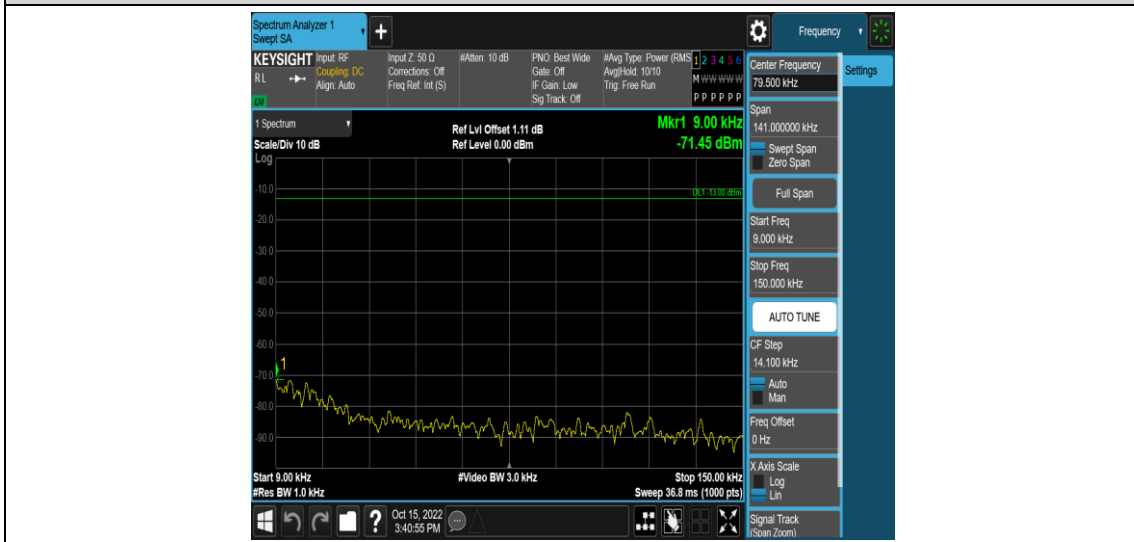 Spectrum Analyzer 1
Swept SA
+
Frequency
KEYSIGHT
RL
Input: RF
Coupling: DC
Align: Auto
Input Z: 50 Ω
Corrections: Off
Freq Ref: Int (S)
#Atten: 10 dB
PNO: Best Wide
Gate: Off
IF Gain: Low
Sig Track: Off
#Avg Type: Power (RMS
Avg|Hold: 10/10
Trig: Free Run
1 2 3 4 5 6
M W W W W W
P P P P P P
1 Spectrum
Scale/Div 10 dB
Ref Lvl Offset 1.11 dB
Ref Level 0.00 dBm
Mkr1 9.00 kHz
-71.45 dBm
Log
DL1 -13.00 dBm
-10.0
-20.0
-30.0
-40.0
-50.0
-60.0
1
-70.0
-80.0
-90.0
Start 9.00 kHz
#Video BW 3.0 kHz
Stop 150.00 kHz
#Res BW 1.0 kHz
Sweep 36.8 ms (1000 pts)
?
Oct 15, 2022
3:40:55 PM
Center Frequency
79.500 kHz
Settings
Span
141.000000 kHz
Swept Span
Zero Span
Full Span
Start Freq
9.000 kHz
Stop Freq
150.000 kHz
AUTO TUNE
CF Step
14.100 kHz
Auto
Man
Freq Offset
0 Hz
X Axis Scale
Log
Lin
Signal Track
(Span Zoom)